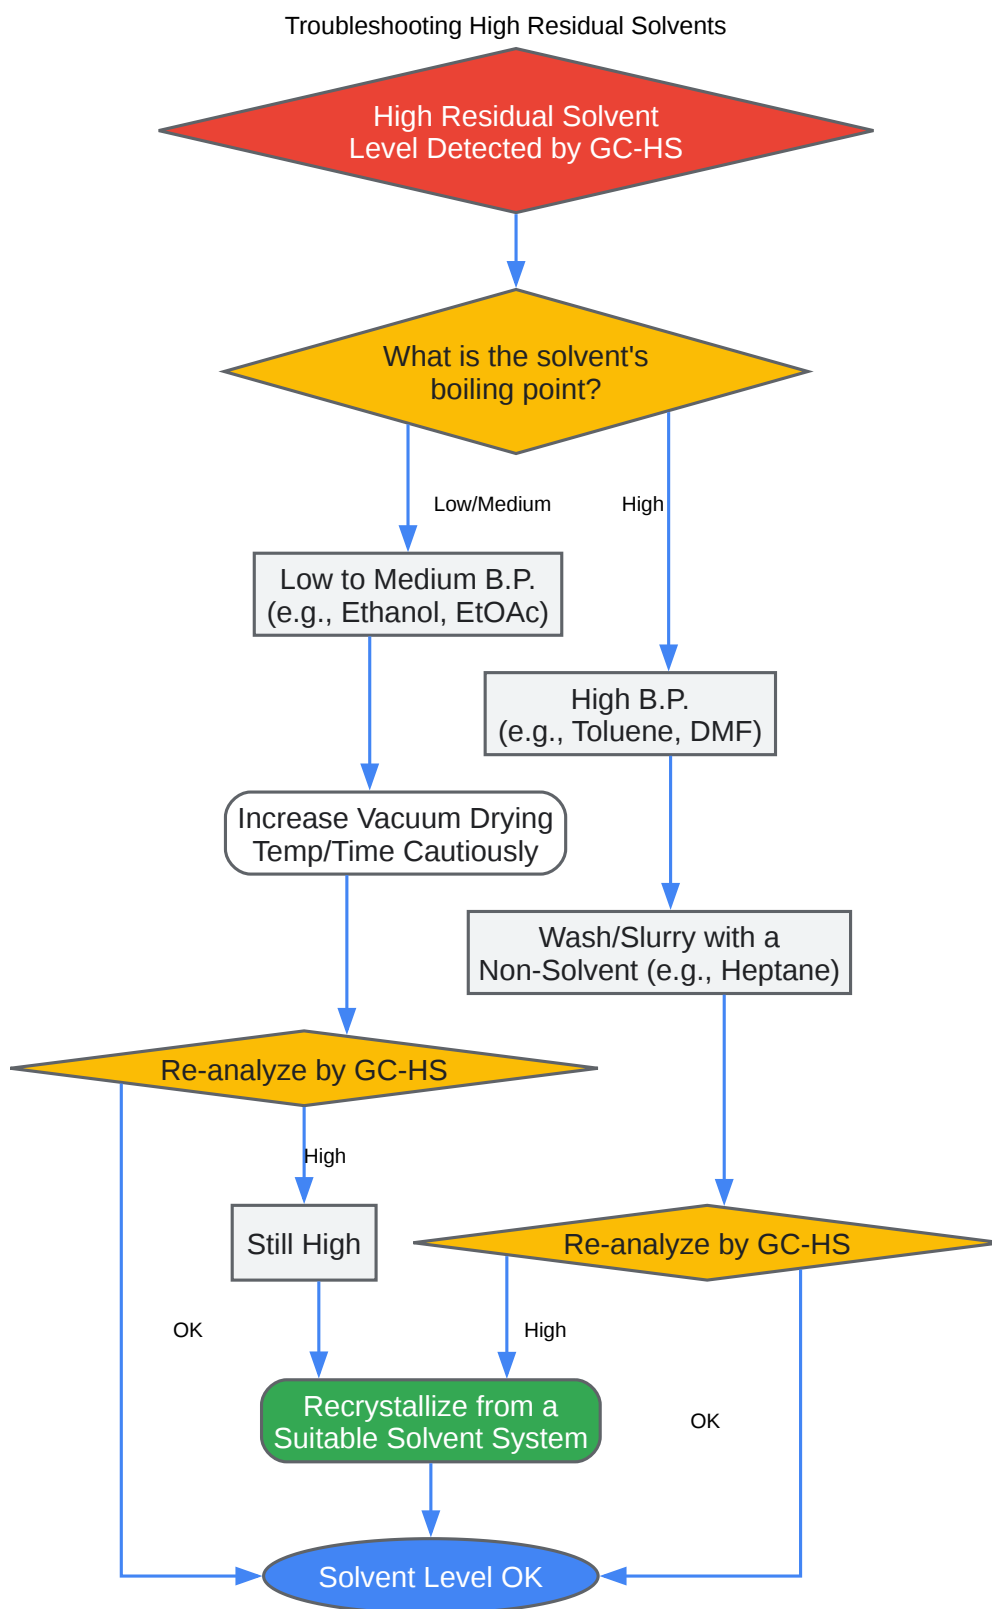 Troubleshooting High Residual Solvents
High Residual Solvent
Level Detected by GC-HS
What is the solvent's
boiling point?
Low/Medium
High
Low to Medium B.P.
(e.g., Ethanol, EtOAc)
High B.P.
(e.g., Toluene, DMF)
Increase Vacuum Drying
Temp/Time Cautiously
Wash/Slurry with a
Non-Solvent (e.g., Heptane)
Re-analyze by GC-HS
High
Still High
Re-analyze by GC-HS
OK
High
Recrystallize from a
Suitable Solvent System
OK
Solvent Level OK